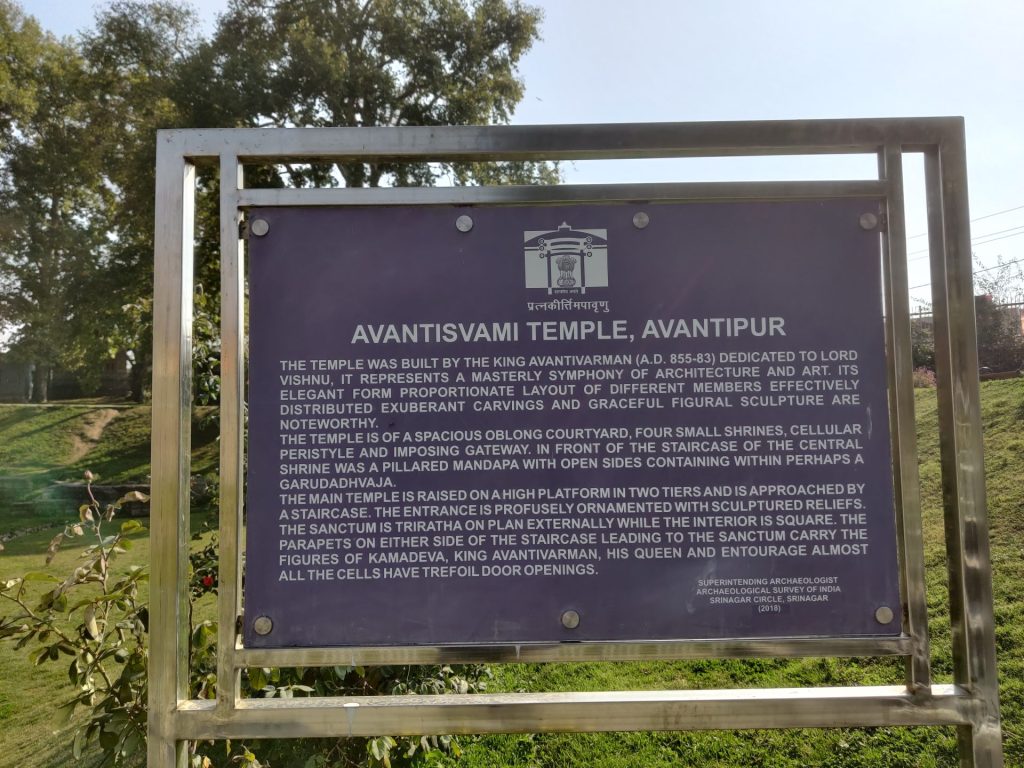 प्रत्नकीर्त्तिमपावृणु
AVANTISVAMI TEMPLE, AVANTIPUR
THE TEMPLE WAS BUILT BY THE KING AVANTIVARMAN (A.D. 855-83) DEDICATED TO LORD
VISHNU, IT REPRESENTS A MASTERLY SYMPHONY OF ARCHITECTURE AND ART. ITS
ELEGANT FORM PROPORTIONATE LAYOUT OF DIFFERENT MEMBERS EFFECTIVELY
DISTRIBUTED EXUBERANT CARVINGS AND GRACEFUL FIGURAL SCULPTURE ARE
NOTEWORTHY.
THE TEMPLE IS OF A SPACIOUS OBLONG COURTYARD, FOUR SMALL SHRINES, CELLULAR
PERISTYLE AND IMPOSING GATEWAY. IN FRONT OF THE STAIRCASE OF THE CENTRAL
SHRINE WAS A PILLARED MANDAPA WITH OPEN SIDES CONTAINING WITHIN PERHAPS A
GARUDADHVAJA.
THE MAIN TEMPLE IS RAISED ON A HIGH PLATFORM IN TWO TIERS AND IS APPROACHED BY
A STAIRCASE. THE ENTRANCE IS PROFUSELY ORNAMENTED WITH SCULPTURED RELIEFS.
THE SANCTUM IS TRIRATHA ON PLAN EXTERNALLY WHILE THE INTERIOR IS SQUARE. THE
PARAPETS ON EITHER SIDE OF THE STAIRCASE LEADING TO THE SANCTUM CARRY THE
FIGURES OF KAMADEVA, KING AVANTIVARMAN, HIS QUEEN AND ENTOURAGE ALMOST
ALL THE CELLS HAVE TREFOIL DOOR OPENINGS.
SUPERINTENDING ARCHAEOLOGIST
ARCHAEOLOGICAL SURVEY OF INDIA
SRINAGAR CIRCLE, SRINAGAR
(2018)